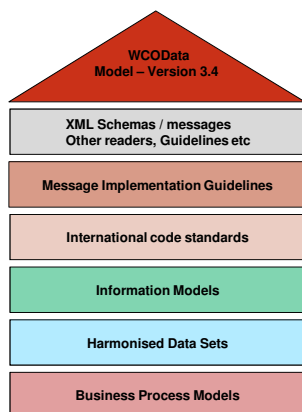 WCOData
Model – Version 3.4
XML Schemas / messages
Other readers, Guidelines etc
Message Implementation Guidelines
International code standards
Information Models
Harmonised Data Sets
Business Process Models